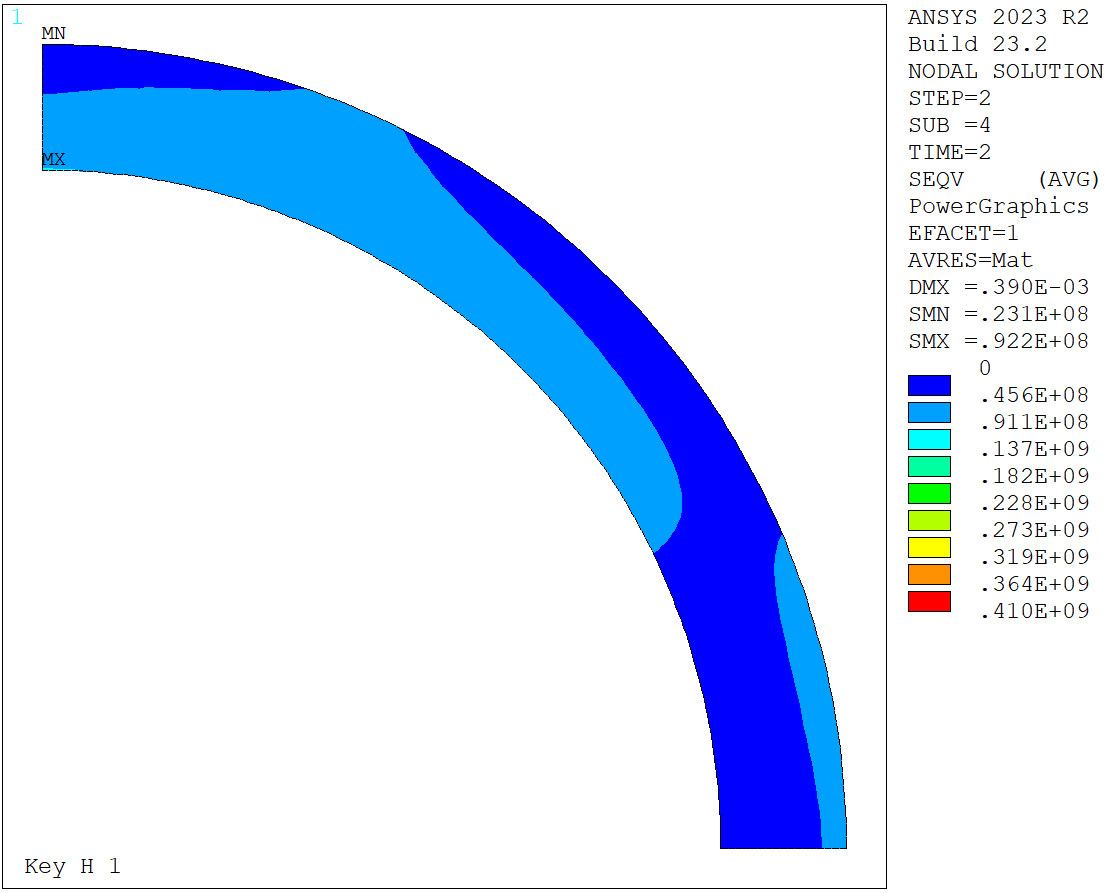 1
MN
MX
Key H 1
ANSYS 2023 R2
Build 23.2
NODAL SOLUTION
STEP=2
SUB =4
TIME=2
SEQV     (AVG)
PowerGraphics
EFACET=1
AVRES=Mat
DMX =.390E-03
SMN =.231E+08
SMX =.922E+08
0
.456E+08
.911E+08
.137E+09
.182E+09
.228E+09
.273E+09
.319E+09
.364E+09
.410E+09